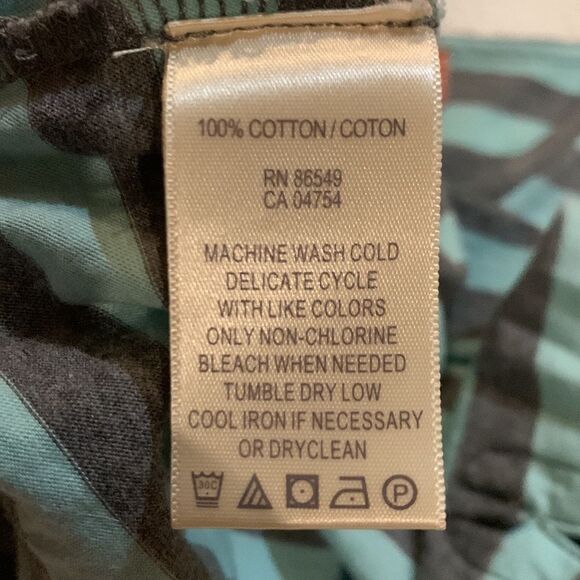 100% COTTON / COTON
RN 86549
CA 04754
MACHINE WASH COLD
DELICATE CYCLE
WITH LIKE COLORS
ONLY NON-CHLORINE
BLEACH WHEN NEEDED
TUMBLE DRY LOW
COOL IRON IF NECESSARY
OR DRYCLEAN
30C P